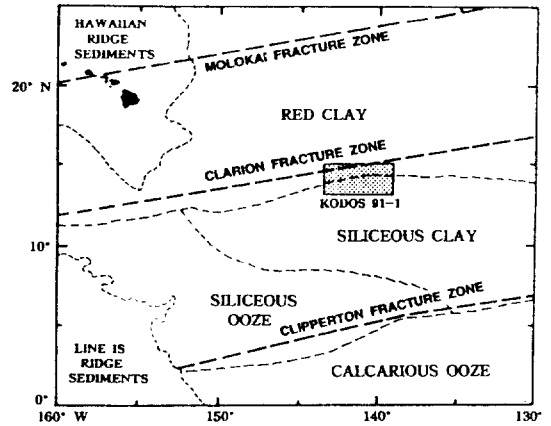 HAWAIIAN
RIDGE
SEDIMENTS
MOLOKAI FRACTURE ZONE
20° N
RED CLAY
CLARION FRACTURE ZONE
KODOS 91-1
SILICEOUS CLAY
10°
SILICEOUS
OOZE
CLIPPERTON FRACTURE ZONE
LINE IS
RIDGE
SEDIMENTS
CALCARIOUS OOZE
0°
160° W
150°
140°
130°